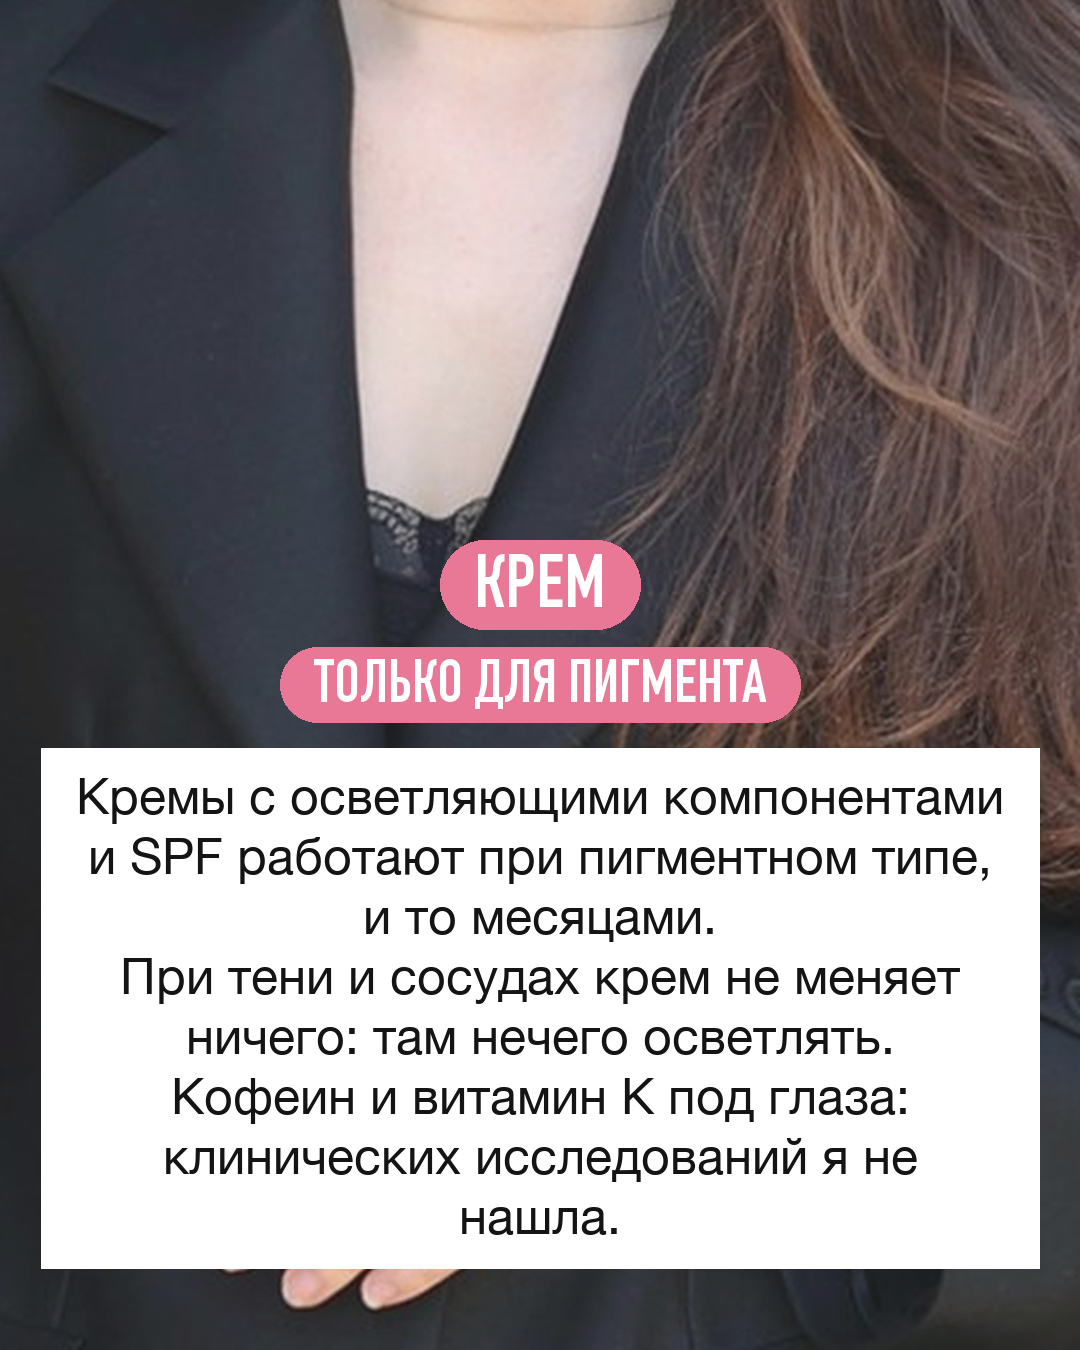 КРЕМ
ТОЛЬКО ДЛЯ ПИГМЕНТА
Кремы с осветляющими компонентами
и SPF работают при пигментном типе,
и то месяцами.
При тени и сосудах крем не меняет
ничего: там нечего осветлять.
Кофеин и витамин К под глаза:
клинических исследований я не
нашла.